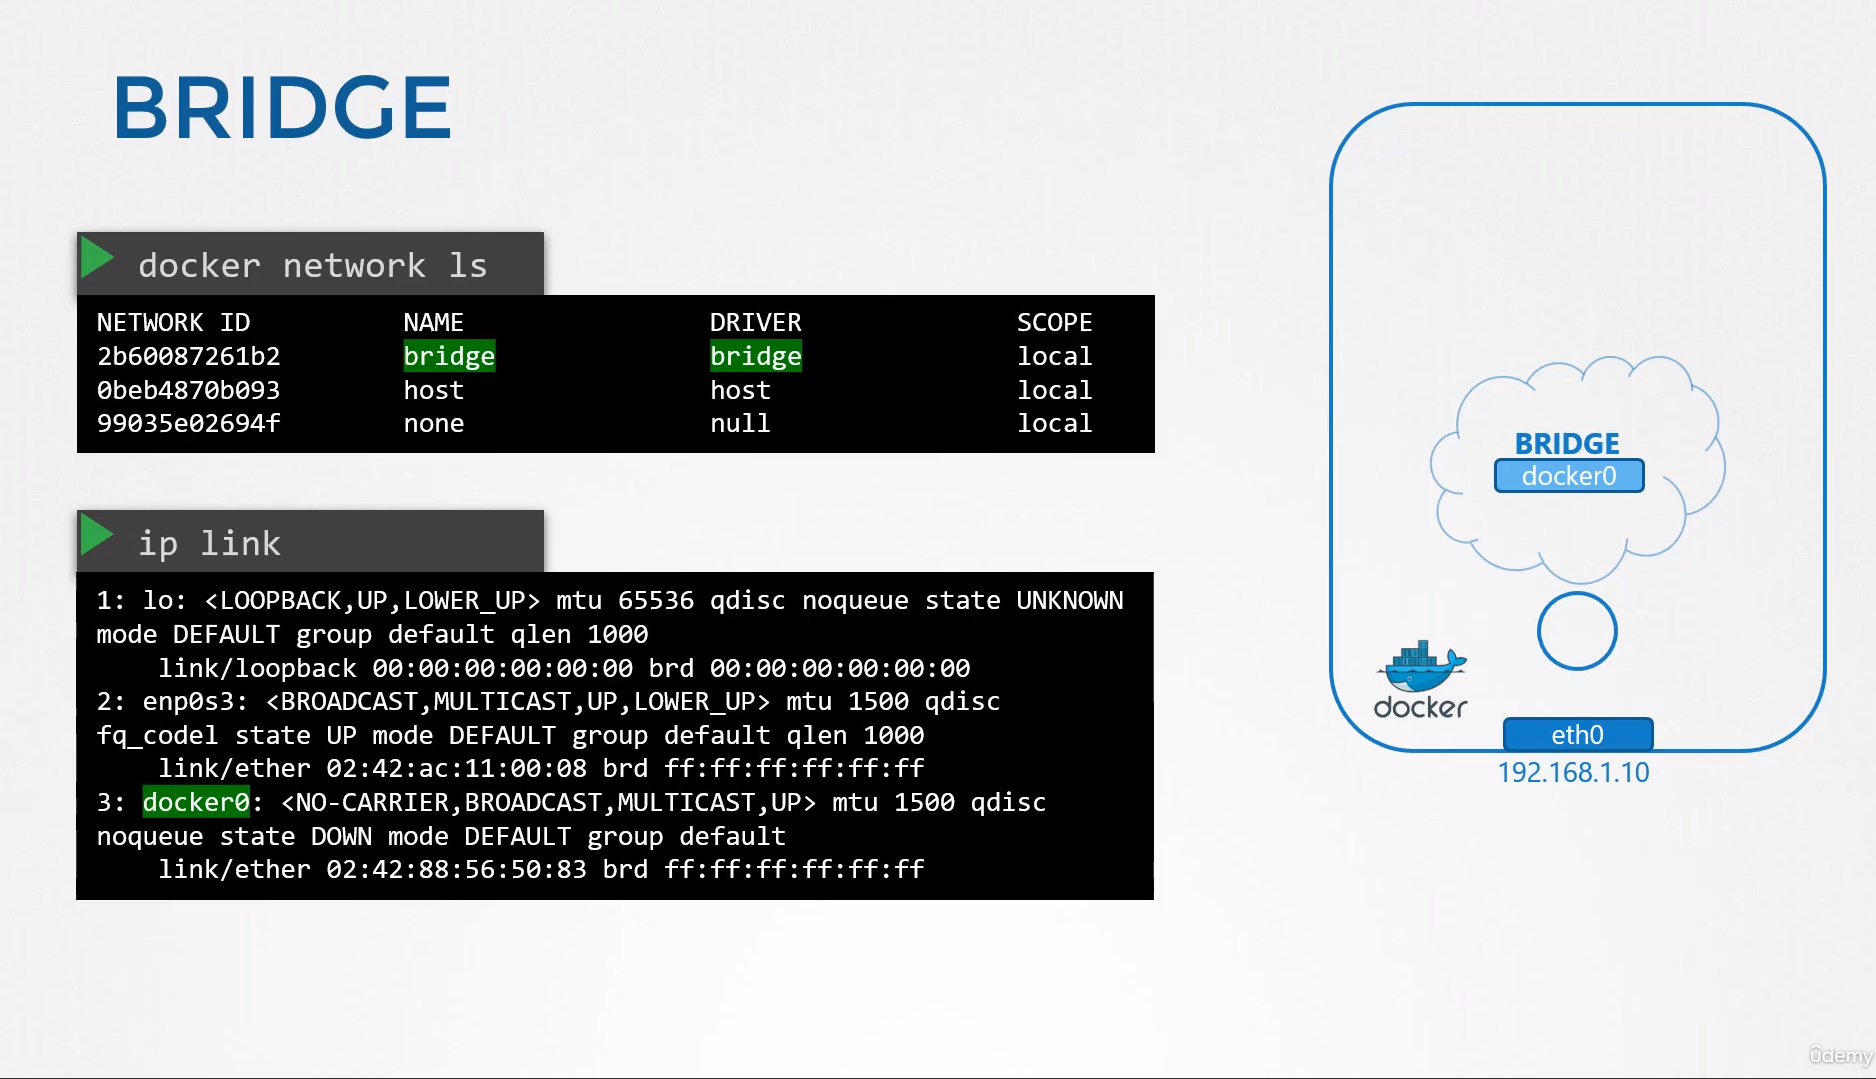 BRIDGE
docker network ls
NETWORK ID NAME DRIVER SCOPE
2b60087261b2 bridge bridge local
0beb4870b093 host host local
99035e02694f none null local
ip link
1: lo: <LOOPBACK,UP,LOWER_UP> mtu 65536 qdisc noqueue state UNKNOWN
mode DEFAULT group default qlen 1000
link/loopback 00:00:00:00:00:00 brd 00:00:00:00:00:00
2: enp0s3: <BROADCAST,MULTICAST,UP,LOWER_UP> mtu 1500 qdisc
fq_codel state UP mode DEFAULT group default qlen 1000
link/ether 02:42:ac:11:00:08 brd ff:ff:ff:ff:ff:ff
3: docker0: <NO-CARRIER,BROADCAST,MULTICAST,UP> mtu 1500 qdisc
noqueue state DOWN mode DEFAULT group default
link/ether 02:42:88:56:50:83 brd ff:ff:ff:ff:ff:ff
BRIDGE
docker0
docker
eth0
192.168.1.10
ûdemy